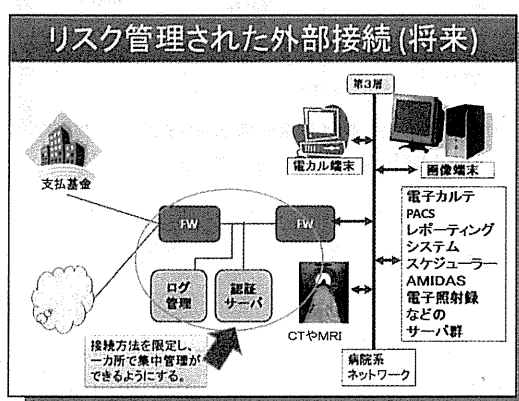 リスク管理された外部接続(将来)
第3層
電カル端末
画像端末
支払基金
FW
FW
ログ
管理
認証
サーバ
CTやMRI
電子カルテ
PACS
レポーティング
システム
スケジューラー
AMIDAS
電子照射録
などの
サーバ群
接続方法を限定し、
一カ所で集中管理が
できるようにする。
病院系
ネットワーク